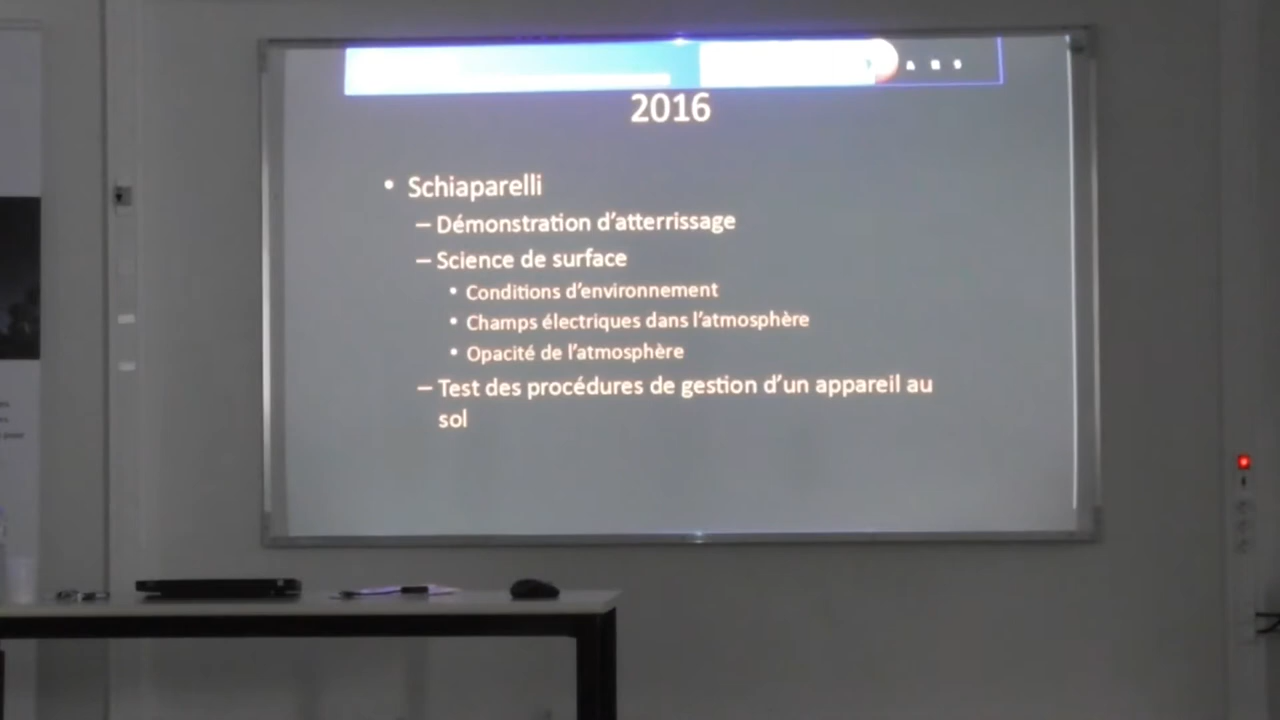 2016
• Schiaparelli
– Démonstration d’atterrissage
– Science de surface
• Conditions d’environnement
• Champs électriques dans l’atmosphère
• Opacité de l’atmosphère
– Test des procédures de gestion d’un appareil au
sol